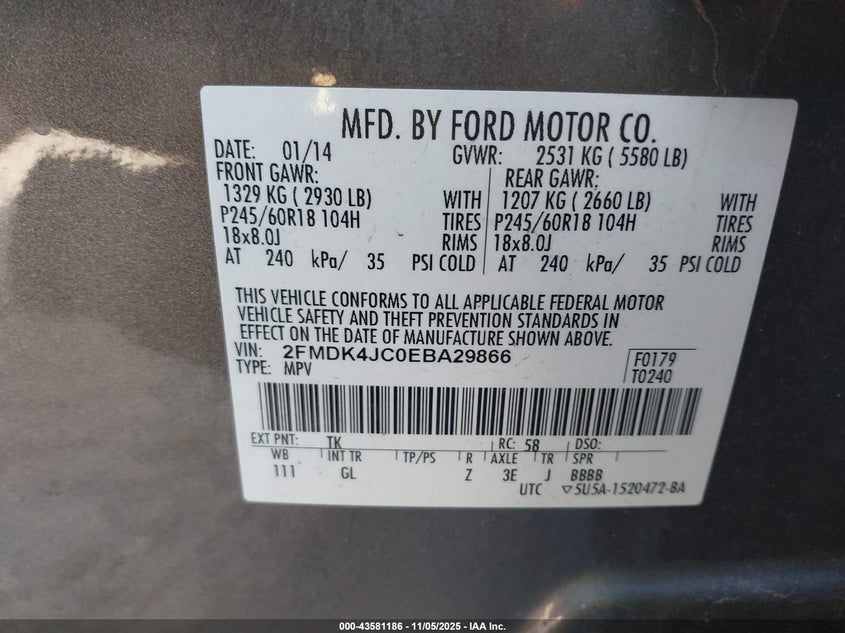 MFD. BY FORD MOTOR CO.
DATE: 01/14 GVWR: 2531 KG ( 5580 LB)
FRONT GAWR: REAR GAWR:
1329 KG ( 2930 LB) WITH 1207 KG ( 2660 LB) WITH
P245/60R18 104H TIRES P245/60R18 104H TIRES
18x8.0J RIMS 18x8.0J RIMS
AT 240 kPa/ 35 PSI COLD AT 240 kPa/ 35 PSI COLD
THIS VEHICLE CONFORMS TO ALL APPLICABLE FEDERAL MOTOR
VEHICLE SAFETY AND THEFT PREVENTION STANDARDS IN
EFFECT ON THE DATE OF MANUFACTURE SHOWN ABOVE.
VIN: 2FMDK4JC0EBA29866 F0179
TYPE: MPV T0240
EXT PNT: TK RC: 58 DSO:
WB INT TR TP/PS R AXLE TR SPR
111 GL Z 3E J BBBB
UTC ▽5U5A-1520472-BA
000-43581186 - 11/05/2025 - IAA Inc.